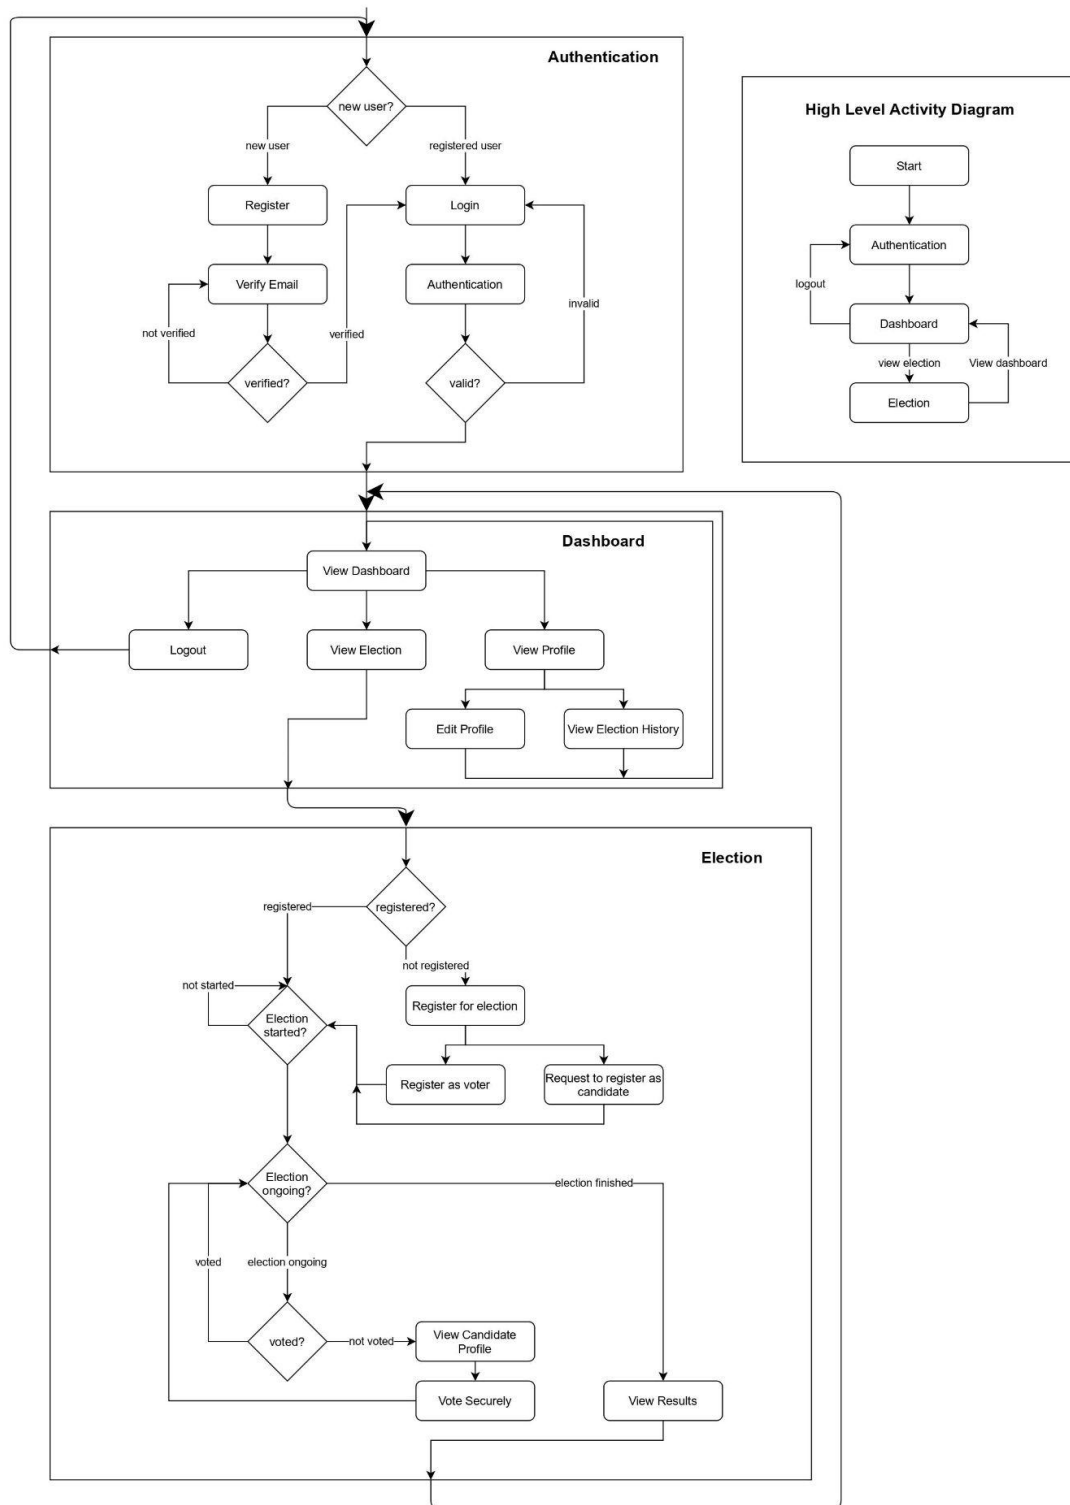 Authentication
new user?
new user
registered user
Register
Login
Verify Email
Authentication
not verified
verified
invalid
verified?
valid?
High Level Activity Diagram
Start
Authentication
logout
Dashboard
view election
View dashboard
Election
Dashboard
View Dashboard
Logout
View Election
View Profile
Edit Profile
View Election History
Election
registered
registered?
not registered
not started
Register for election
Election
started?
Register as voter
Request to register as
candidate
Election
ongoing?
election finished
voted
election ongoing
voted?
not voted
View Candidate
Profile
Vote Securely
View Results